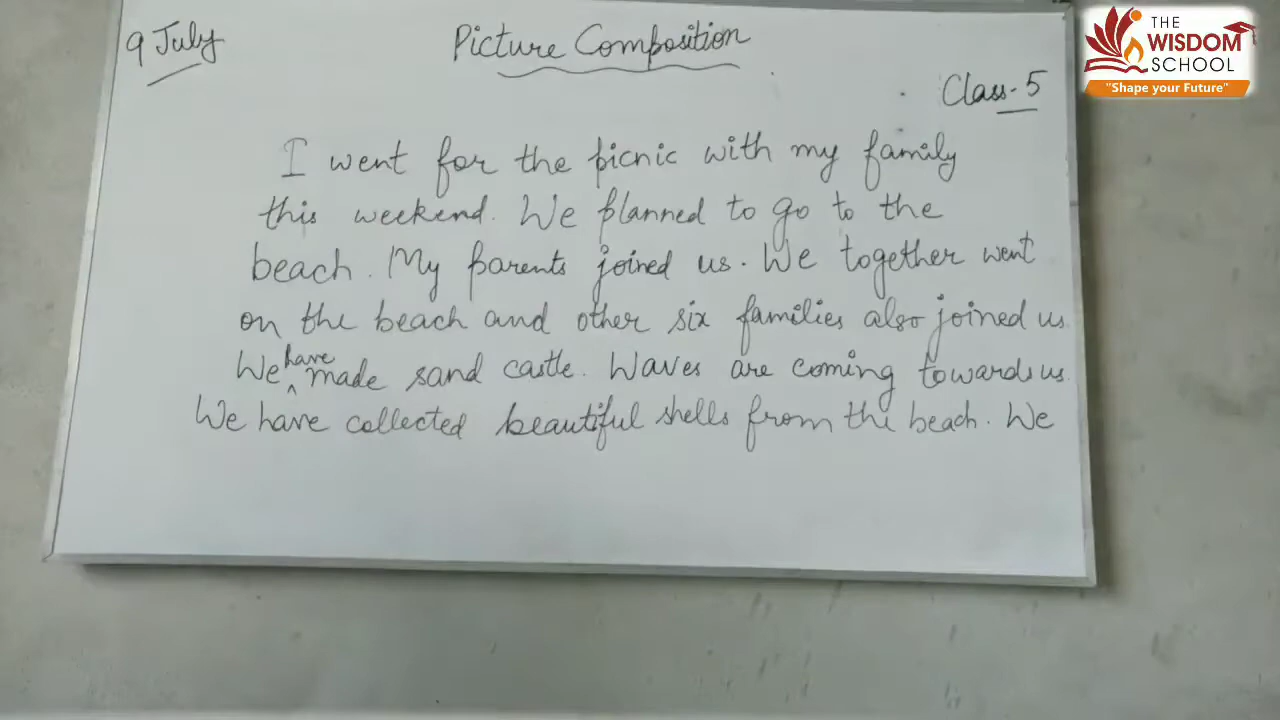 9 July
Picture Composition
THE
WISDOM
SCHOOL
"Shape your Future"
Class-5
I went for the picnic with my family
this weekend. We planned to go to the
beach. My parents joined us. We together went
on the beach and other six families also joined us
We have made sand castle. Waves are coming towards us.
We have collected beautiful shells from the beach. We